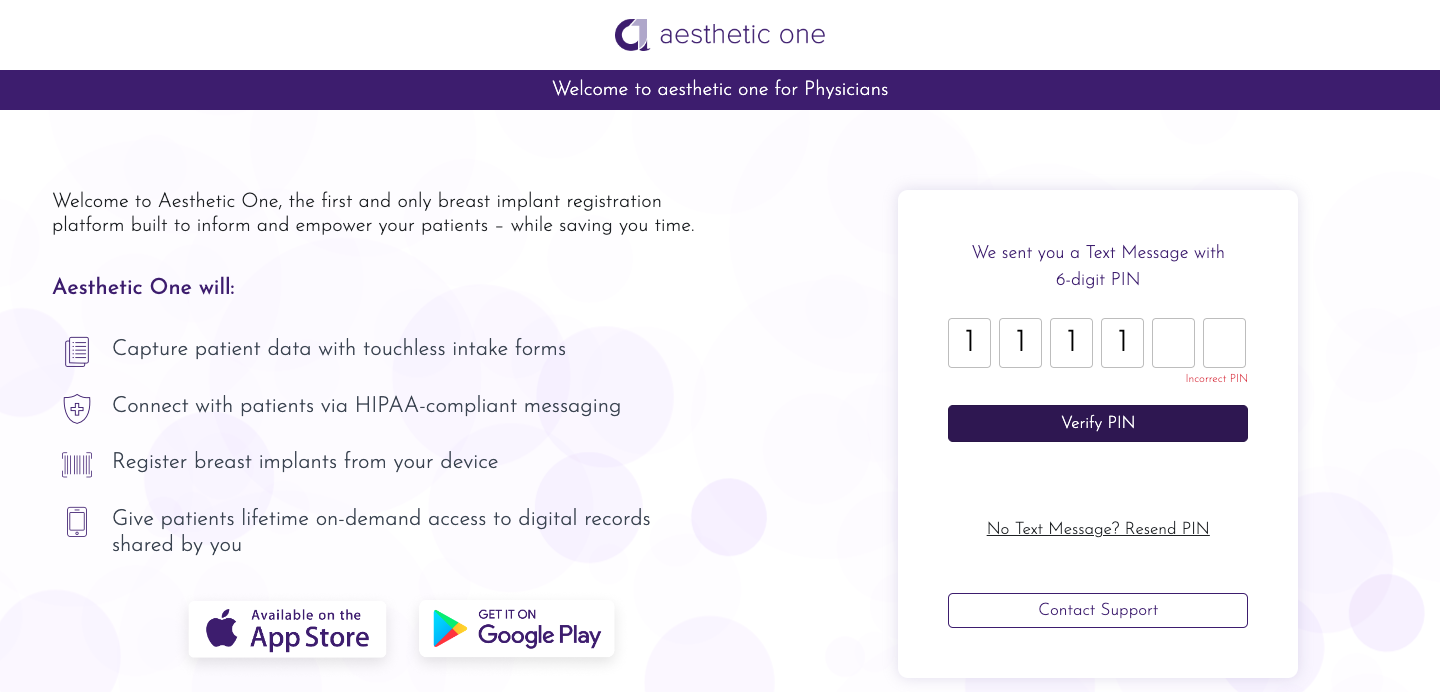 aesthetic one
Welcome to aesthetic one for Physicians
Welcome to Aesthetic One, the first and only breast implant registration
platform built to inform and empower your patients – while saving you time.
Aesthetic One will:
Capture patient data with touchless intake forms
Connect with patients via HIPAA-compliant messaging
Register breast implants from your device
Give patients lifetime on-demand access to digital records
shared by you
Available on the
App Store
GET IT ON
Google Play
We sent you a Text Message with
6-digit PIN
1 1 1 1
Incorrect PIN
Verify PIN
No Text Message? Resend PIN
Contact Support